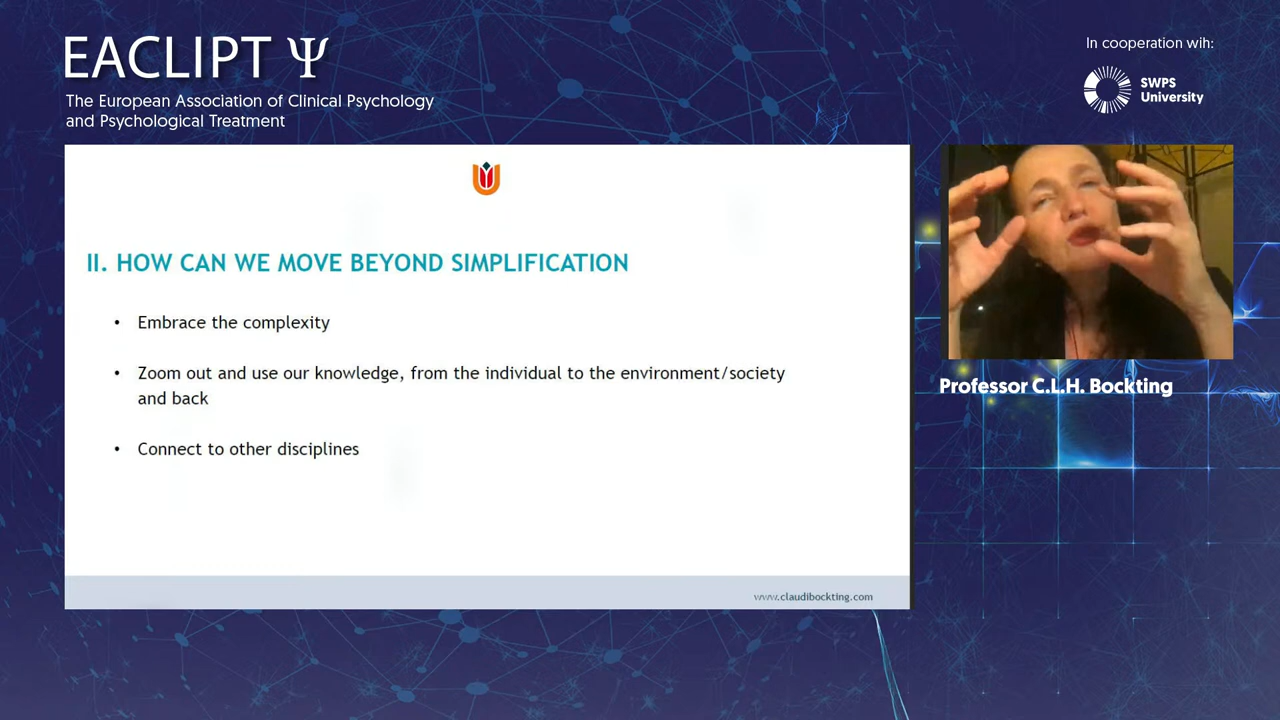 EACLIPT Ψ
The European Association of Clinical Psychology
and Psychological Treatment
In cooperation wih:
SWPS
University
II. HOW CAN WE MOVE BEYOND SIMPLIFICATION
• Embrace the complexity
• Zoom out and use our knowledge, from the individual to the environment/society
and back
• Connect to other disciplines
www.claudibockting.com
Professor C.L.H. Bockting